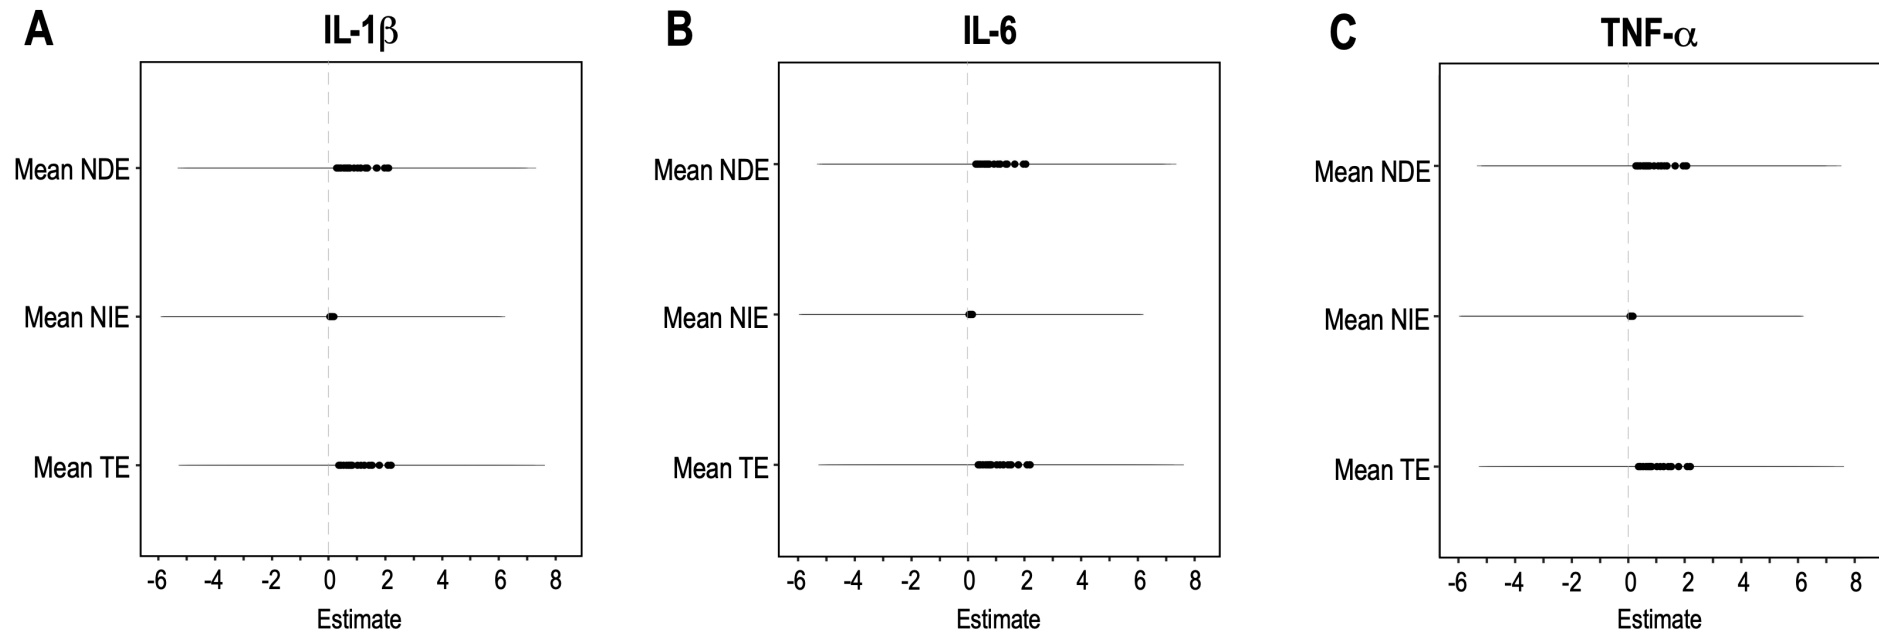 A IL-1β
Mean NDE
Mean NIE
Mean TE
-6 -4 -2 0 2 4 6 8
Estimate
B IL-6
Mean NDE
Mean NIE
Mean TE
-6 -4 -2 0 2 4 6 8
Estimate
C TNF-α
Mean NDE
Mean NIE
Mean TE
-6 -4 -2 0 2 4 6 8
Estimate